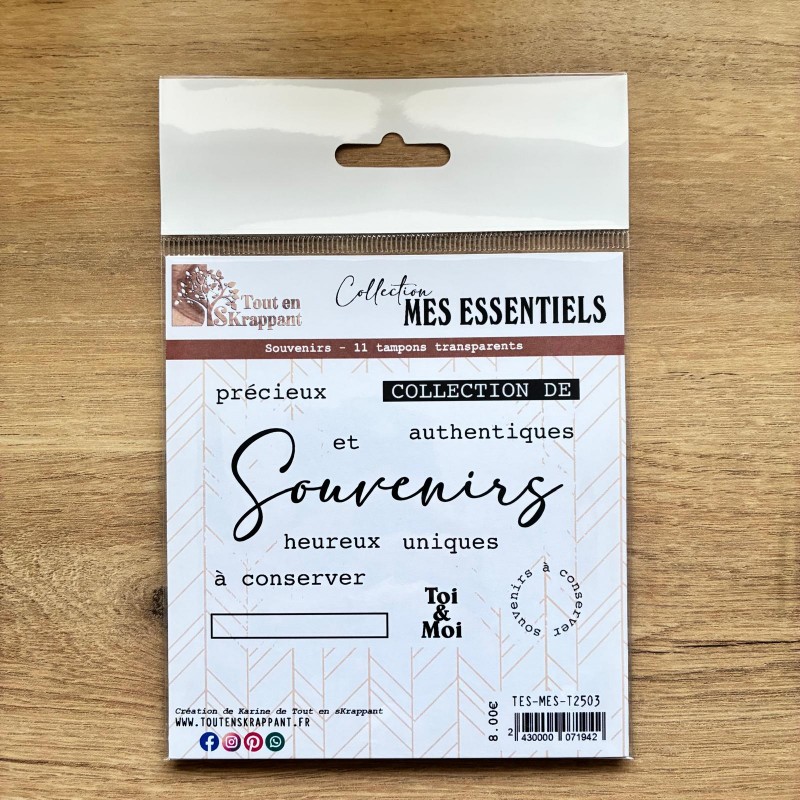 Tout en
sKrappant
Collection
MES ESSENTIELS
Souvenirs - 11 tampons transparents
précieux
COLLECTION DE
et
authentiques
Souvenirs
heureux
uniques
à conserver
Toi
&
Moi
souvenirs à conserver
Création de Karine de Tout en sKrappant
WWW.TOUTENSKRAPPANT.FR
8.00€
TES-MES-T2503
2 430000 071942